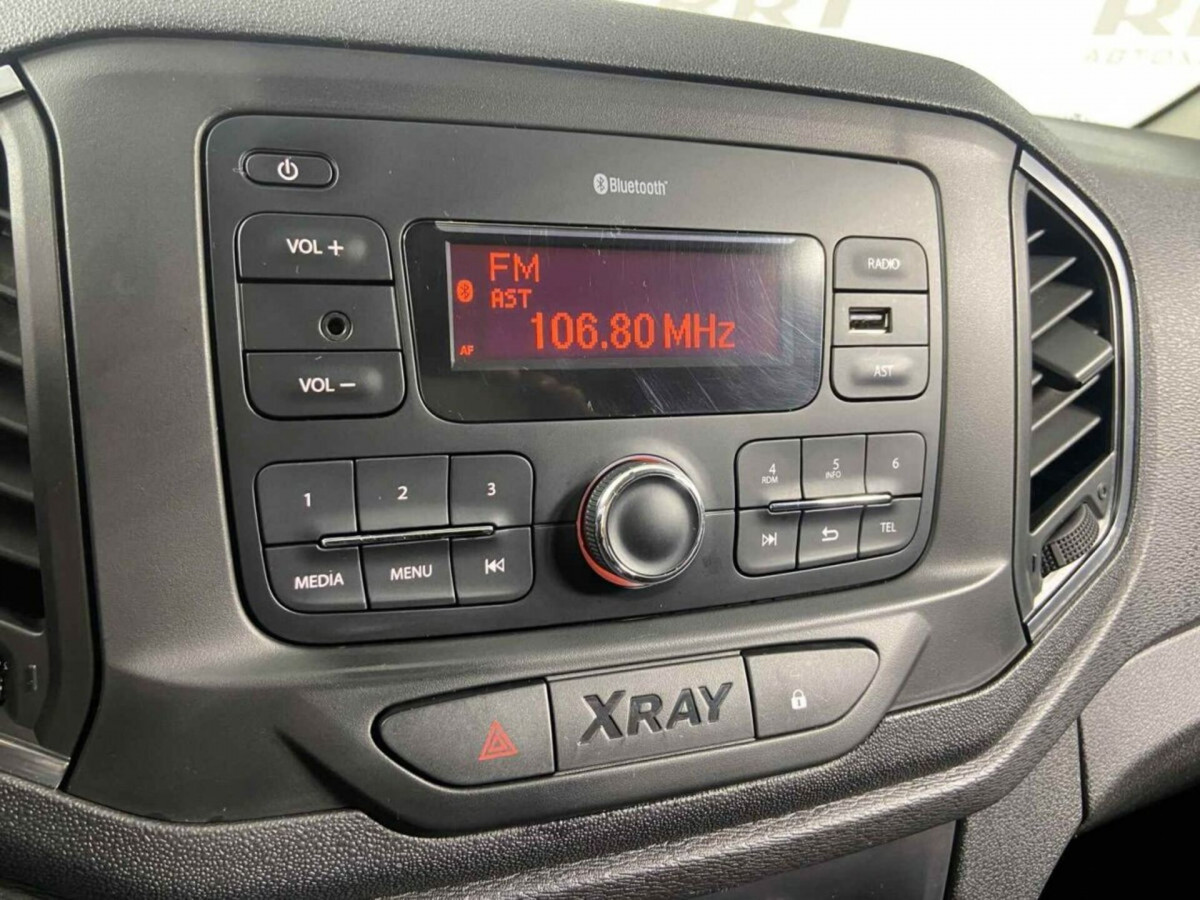 Bluetooth
VOL +
RADIO
FM
AST
106.80 MHz
AF
VOL −
AST
1
2
3
4
RDM
5
INFO
6
MEDIA
MENU
TEL
XRAY